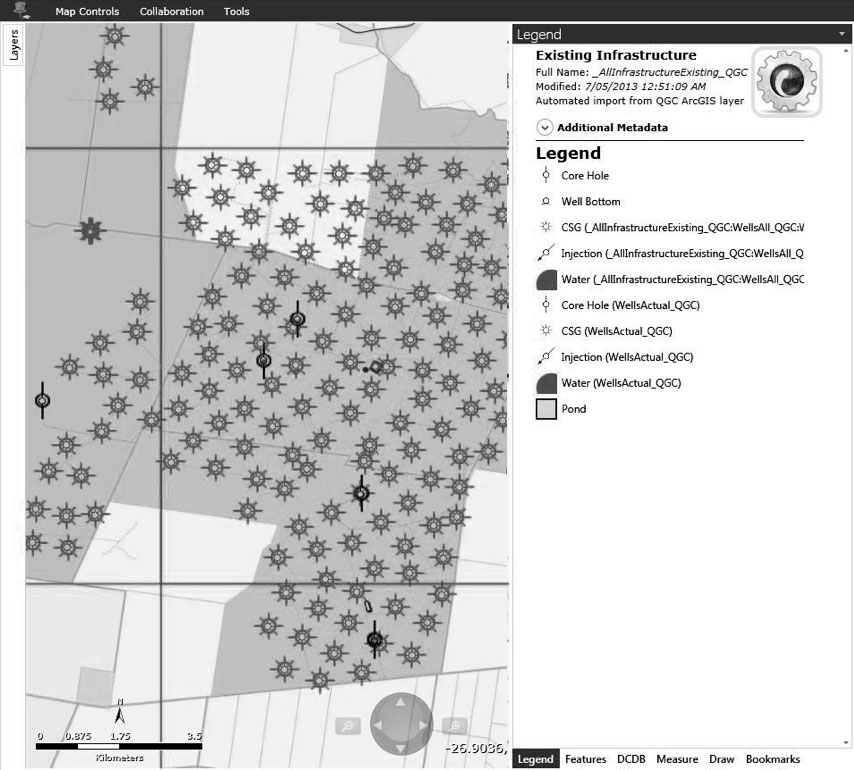 Map Controls Collaboration Tools
Layers
Legend
Existing Infrastructure
Full Name: _AllInfrastructureExisting_QGC
Modified: 7/05/2013 12:51:09 AM
Automated import from QGC ArcGIS layer
Additional Metadata
Legend
Core Hole
Well Bottom
CSG (_AllInfrastructureExisting_QGC:WellsAll_QGC:W
Injection (_AllInfrastructureExisting_QGC:WellsAll_Q
Water (_AllInfrastructureExisting_QGC:WellsAll_QGC
Core Hole (WellsActual_QGC)
CSG (WellsActual_QGC)
Injection (WellsActual_QGC)
Water (WellsActual_QGC)
Pond
N
0 0.875 1.75 3.5
Kilometers
-26.9036,
Legend Features DCDB Measure Draw Bookmarks